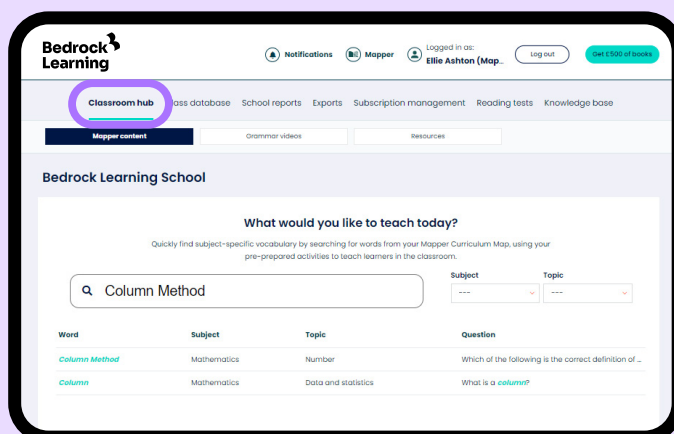 Bedrock
Learning
Notifications
Mapper
Logged in as:
Ellie Ashton (Map...
Log out
Get £500 of books
Classroom hub
ass database
School reports
Exports
Subscription management
Reading tests
Knowledge base
Mapper content
Grammar videos
Resources
Bedrock Learning School
What would you like to teach today?
Quickly find subject-specific vocabulary by searching for words from your Mapper Curriculum Map, using your
pre-prepared activities to teach learners in the classroom.
Subject
Topic
Column Method
---
---
Word Subject Topic Question
Column Method Mathematics Number Which of the following is the correct definition of ...
Column Mathematics Data and statistics What is a column?